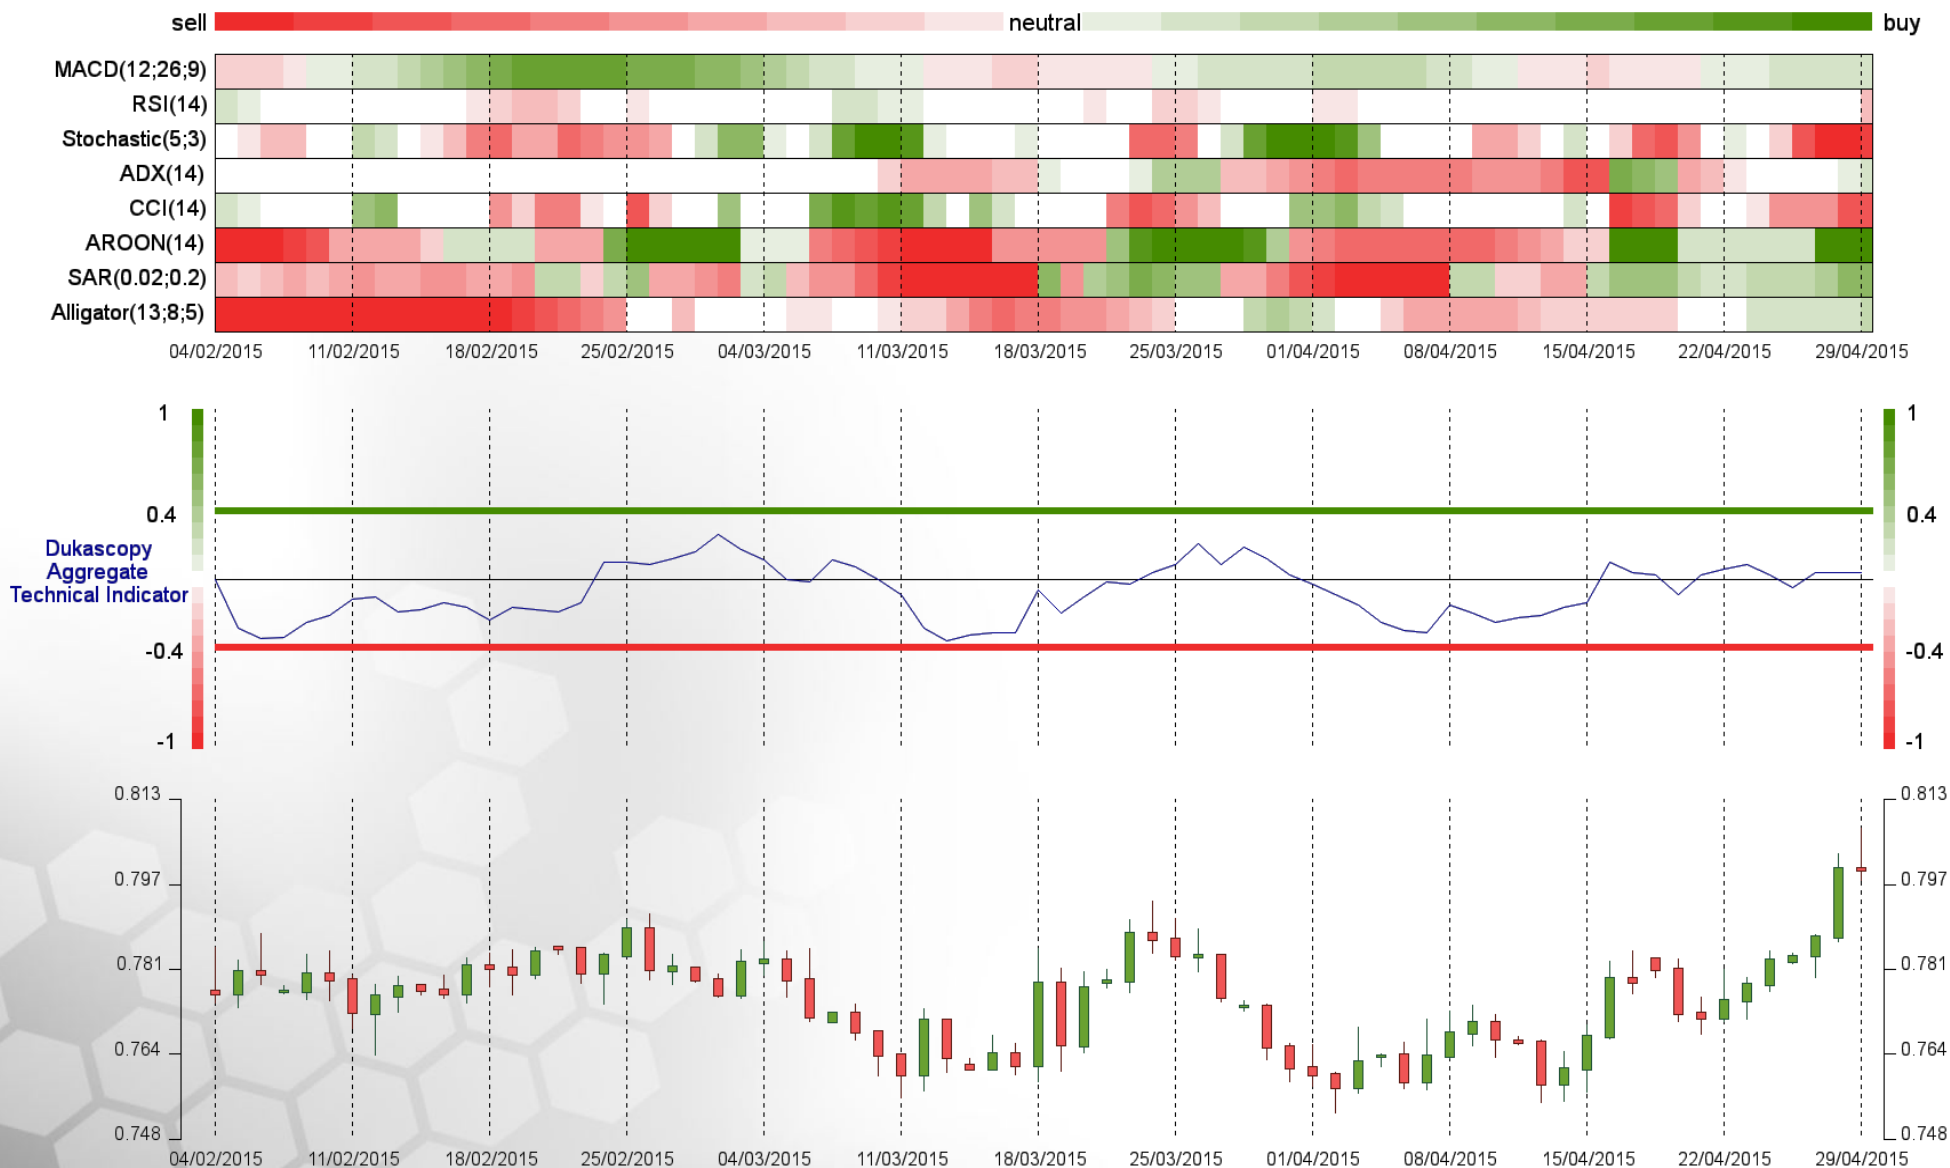 sell neutral buy
MACD(12;26;9)
RSI(14)
Stochastic(5;3)
ADX(14)
CCI(14)
AROON(14)
SAR(0.02;0.2)
Alligator(13;8;5)
04/02/2015 11/02/2015 18/02/2015 25/02/2015 04/03/2015 11/03/2015 18/03/2015 25/03/2015 01/04/2015 08/04/2015 15/04/2015 22/04/2015 29/04/2015
1 1
0.4 0.4
Dukascopy
Aggregate
Technical Indicator
-0.4 -0.4
-1 -1
0.813 0.813
0.797 0.797
0.781 0.781
0.764 0.764
0.748 0.748
04/02/2015 11/02/2015 18/02/2015 25/02/2015 04/03/2015 11/03/2015 18/03/2015 25/03/2015 01/04/2015 08/04/2015 15/04/2015 22/04/2015 29/04/2015